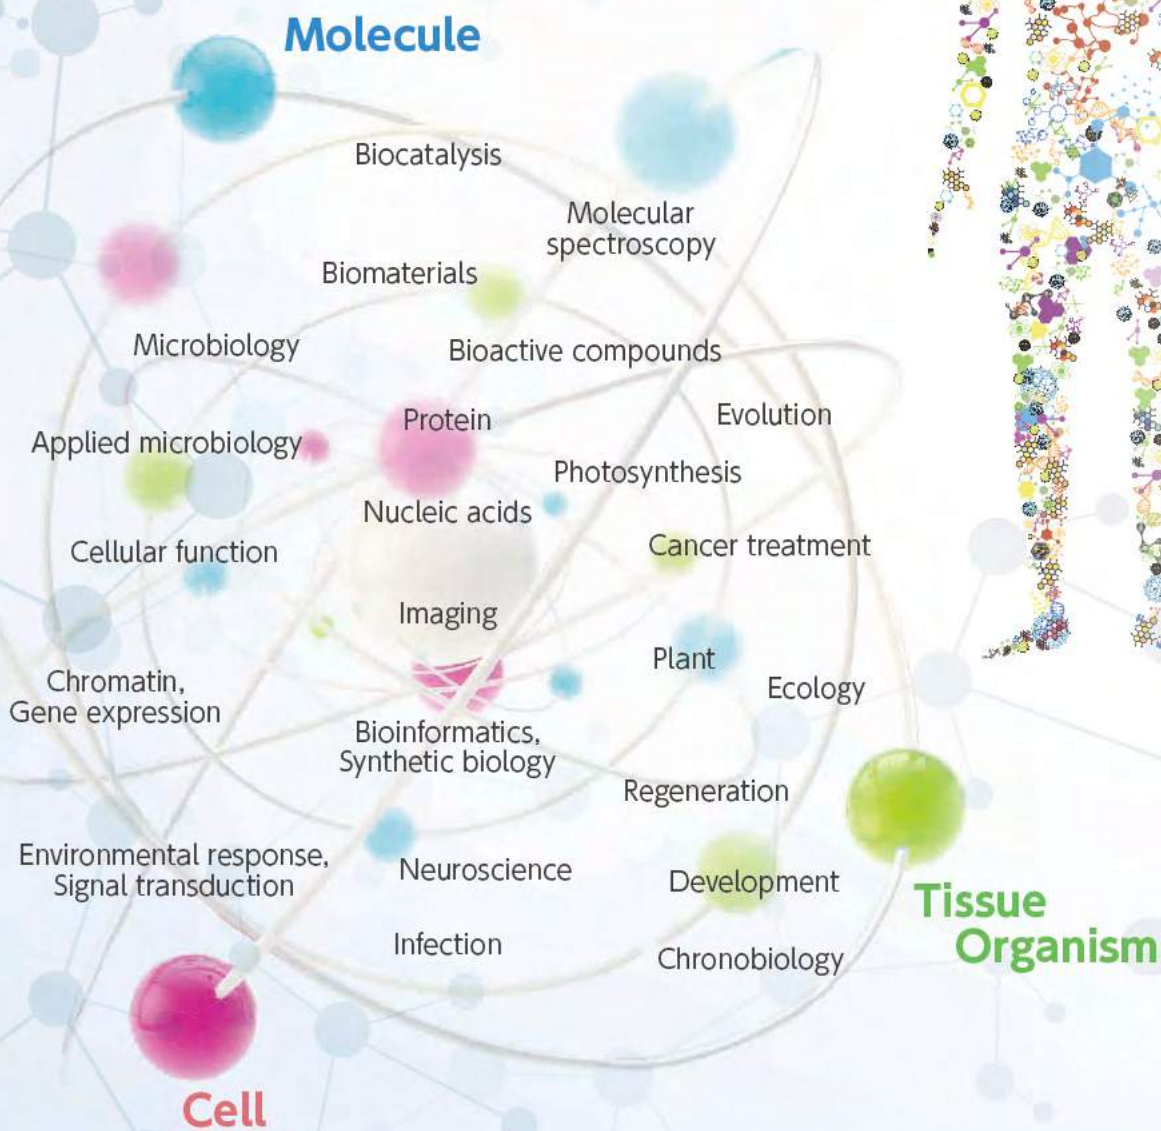 Molecule
Biocatalysis
Molecular
spectroscopy
Biomaterials
Microbiology
Bioactive compounds
Protein
Evolution
Applied microbiology
Photosynthesis
Nucleic acids
Cellular function
Cancer treatment
Imaging
Plant
Chromatin,
Gene expression
Ecology
Bioinformatics,
Synthetic biology
Regeneration
Environmental response,
Signal transduction
Neuroscience
Development
Tissue
Organism
Infection
Chronobiology
Cell